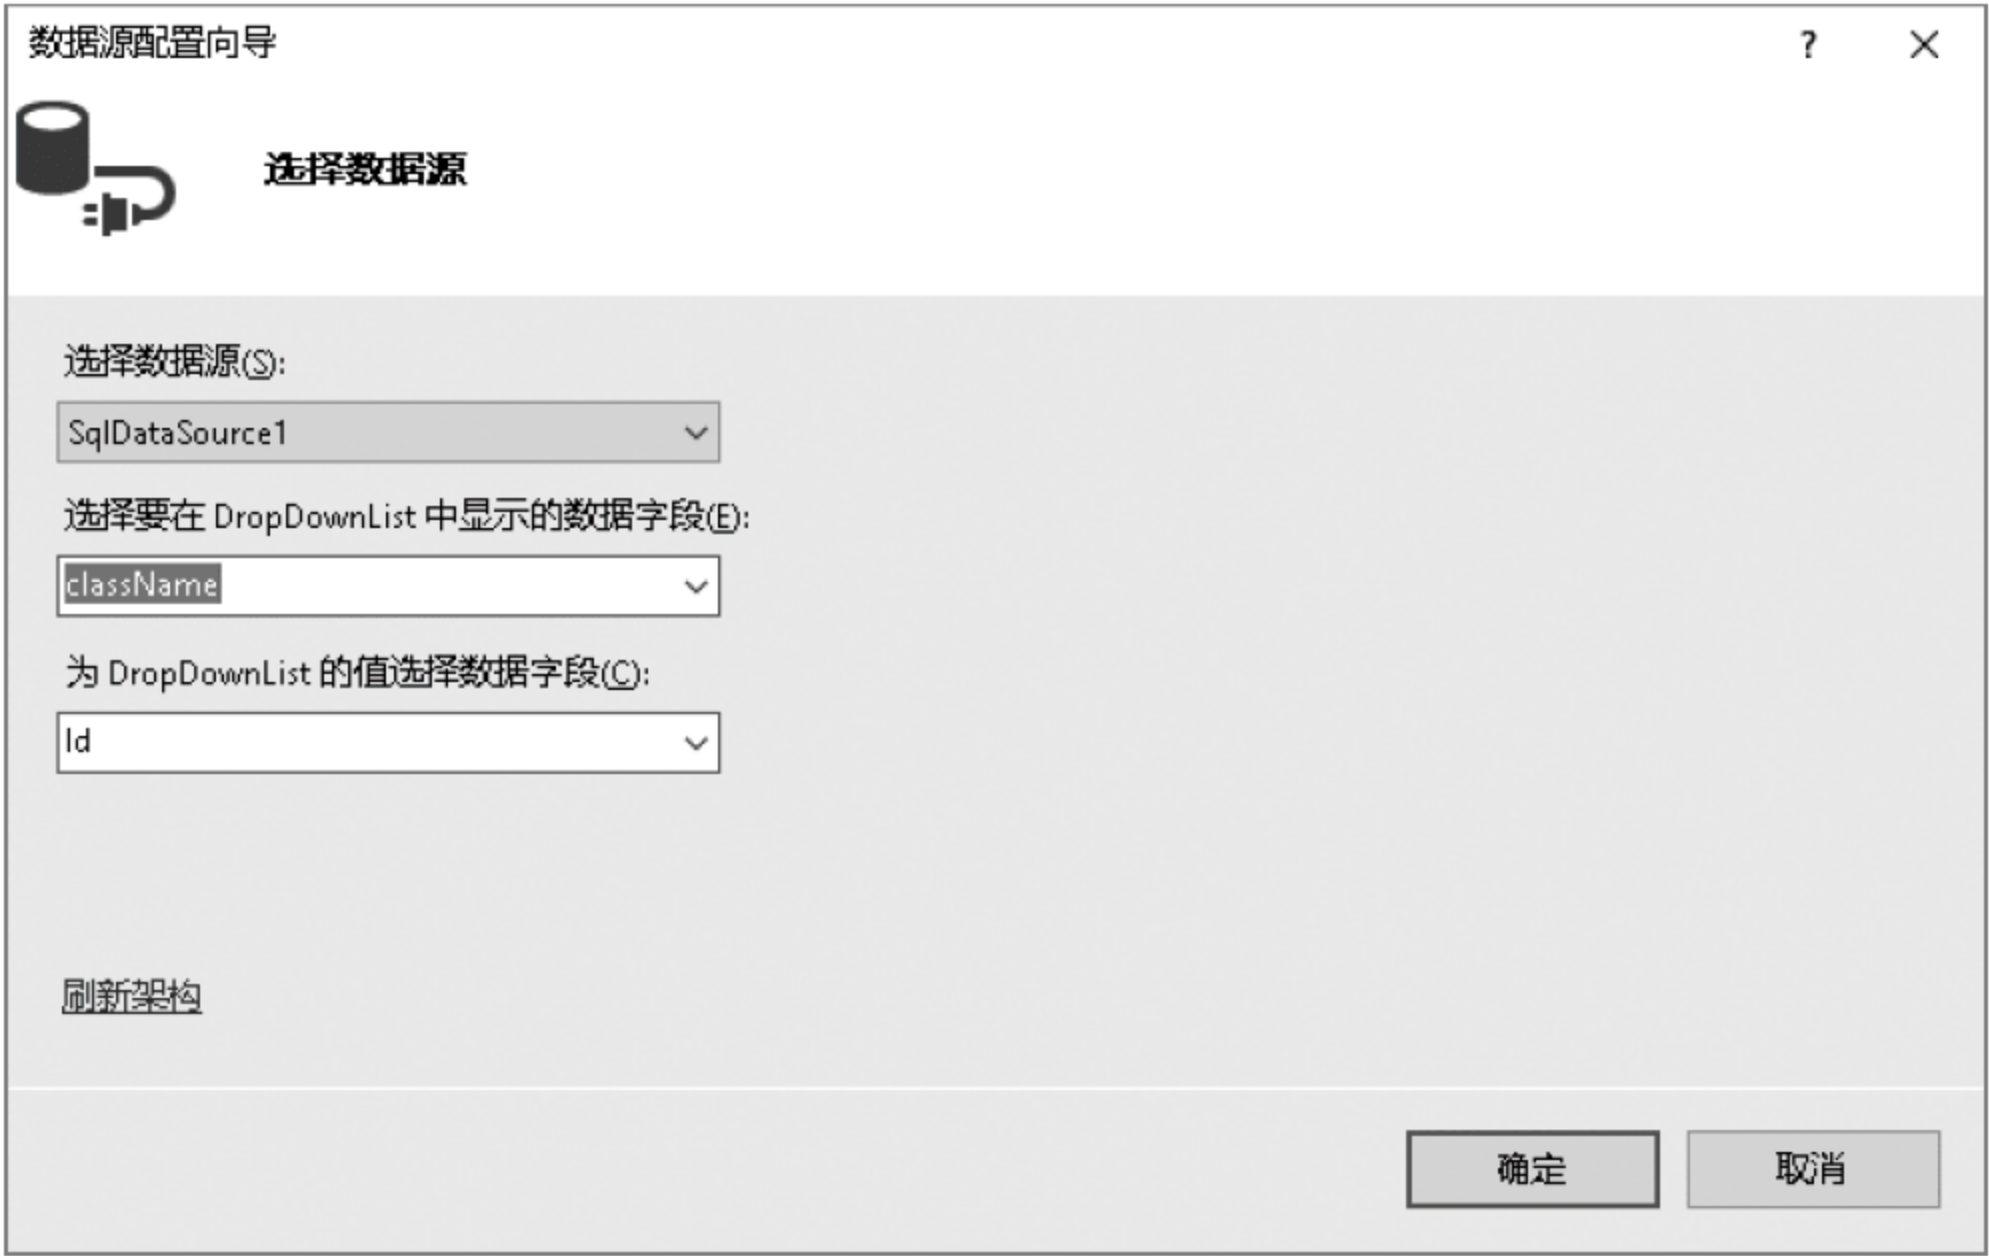 数据源配置向导
?
选择数据源
选择数据源(S):
SqlDataSource1
选择要在 DropDownList 中显示的数据字段(E):
className
为 DropDownList 的值选择数据字段(C):
Id
刷新架构
确定 取消